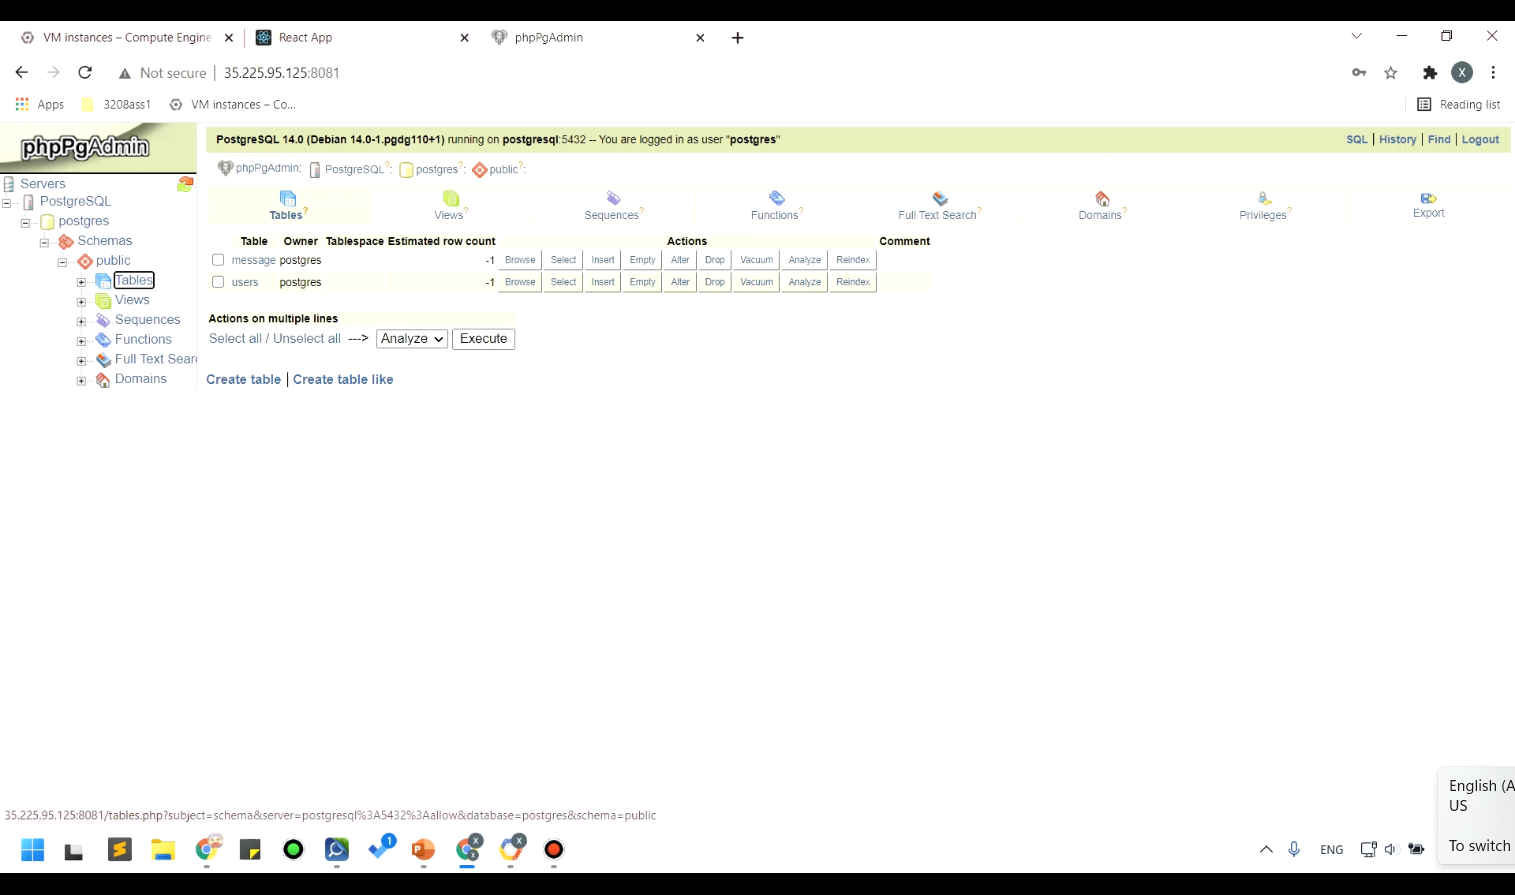 VM instances – Compute Engine
React App
phpPgAdmin
Not secure | 35.225.95.125:8081
X
Apps
3208ass1
VM instances – Co...
Reading list
phpPgAdmin
PostgreSQL 14.0 (Debian 14.0-1.pgdg110+1) running on postgresql:5432 -- You are logged in as user "postgres"
SQL | History | Find | Logout
phpPgAdmin: PostgreSQL?: postgres?: public?:
Servers
PostgreSQL
postgres
Schemas
public
Tables
Views
Sequences
Functions
Full Text Sear
Domains
Tables?
Views?
Sequences?
Functions?
Full Text Search?
Domains?
Privileges?
Export
Table Owner Tablespace Estimated row count Actions Comment
message postgres -1 Browse Select Insert Empty Alter Drop Vacuum Analyze Reindex
users postgres -1 Browse Select Insert Empty Alter Drop Vacuum Analyze Reindex
Actions on multiple lines
Select all / Unselect all ---> Analyze Execute
Create table | Create table like
English (A
US
To switch
35.225.95.125:8081/tables.php?subject=schema&server=postgresql%3A5432%3Aallow&database=postgres&schema=public
1
X
X
X
ENG